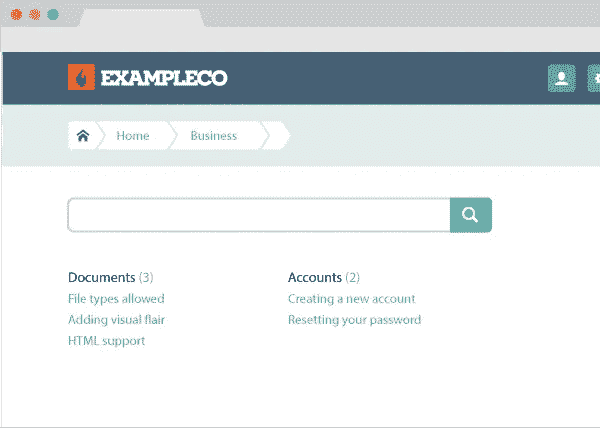 EXAMPLECO
Home Business
Documents (3) Accounts (2)
File types allowed Creating a new account
Adding visual flair Resetting your password
HTML support